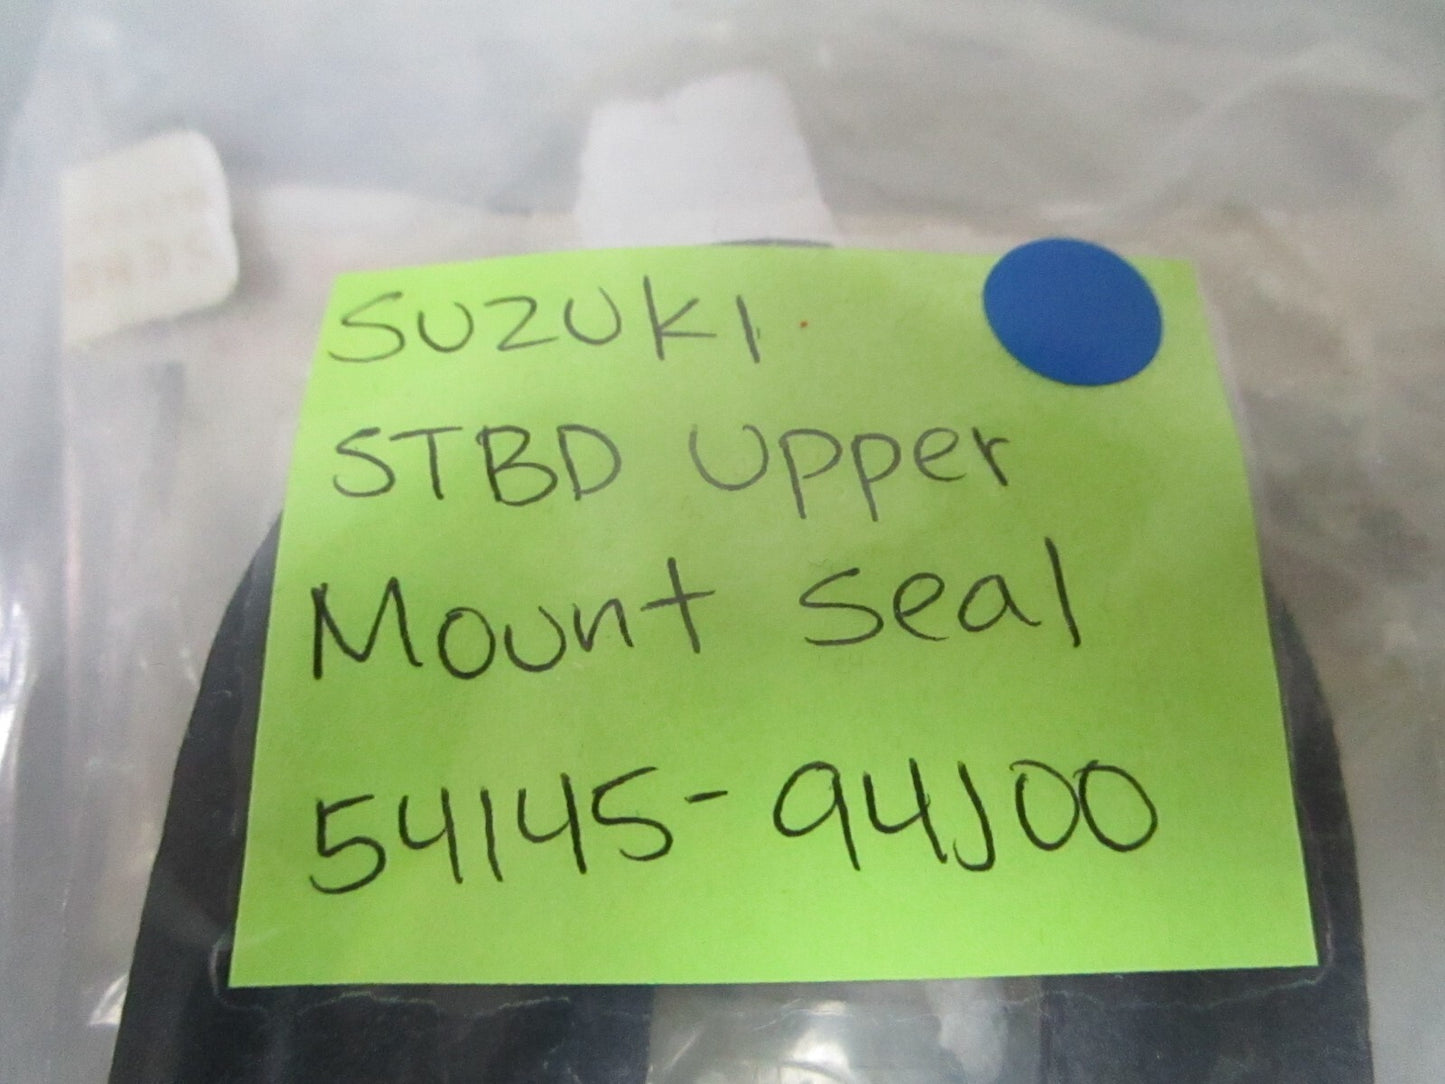 SUZUKI
STBD Upper
Mount Seal
54145-94J00